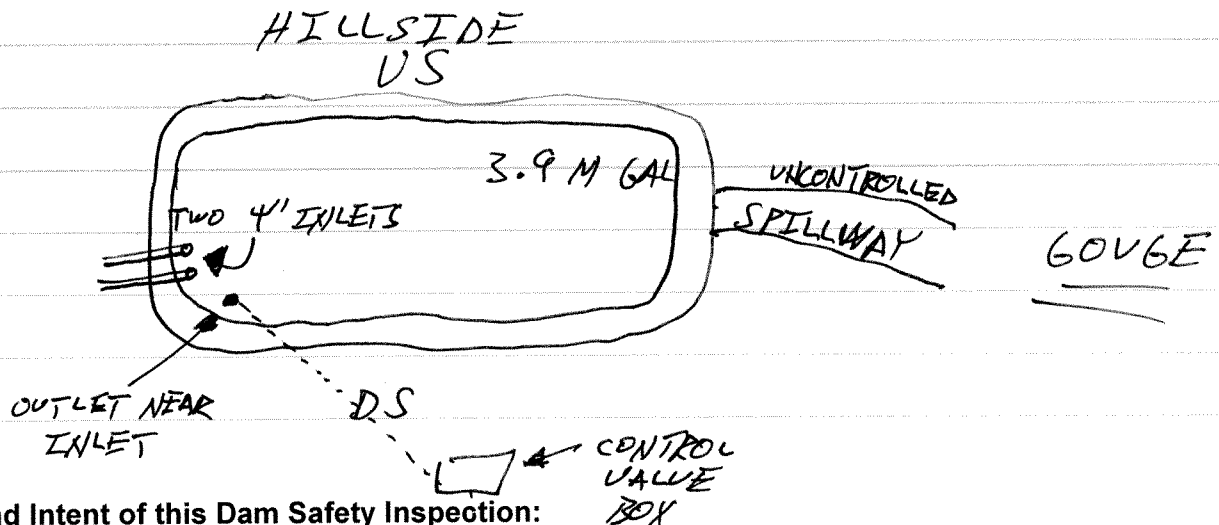 HILLSIDE
US
3.9 M GAL
TWO 4" INLETS
UNCONTROLLED
SPILLWAY
GOUGE
OUTLET NEAR
INLET
DS
CONTROL
VALUE
BOX
nd Intent of this Dam Safety Inspection: